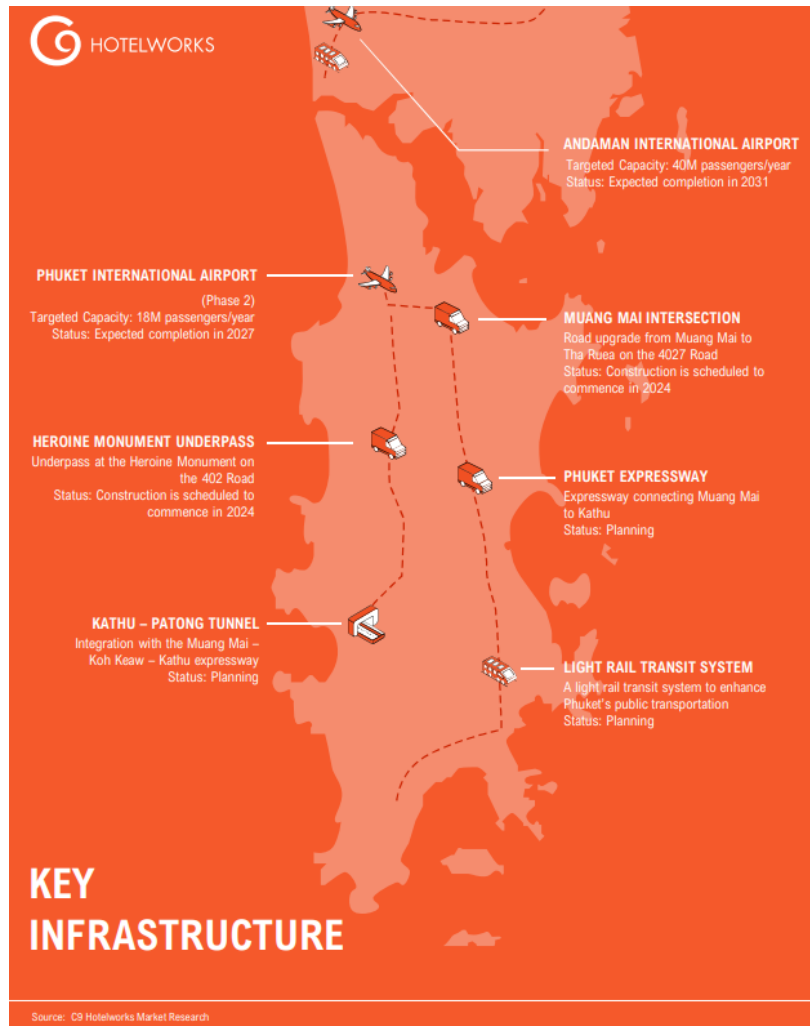 HOTELWORKS
ANDAMAN INTERNATIONAL AIRPORT
Targeted Capacity: 40M passengers/year
Status: Expected completion in 2031
PHUKET INTERNATIONAL AIRPORT
(Phase 2)
Targeted Capacity: 18M passengers/year
Status: Expected completion in 2027
MUANG MAI INTERSECTION
Road upgrade from Muang Mai to
Tha Ruea on the 4027 Road
Status: Construction is scheduled to
commence in 2024
HEROINE MONUMENT UNDERPASS
Underpass at the Heroine Monument on
the 402 Road
Status: Construction is scheduled to
commence in 2024
PHUKET EXPRESSWAY
Expressway connecting Muang Mai
to Kathu
Status: Planning
KATHU – PATONG TUNNEL
Integration with the Muang Mai –
Koh Keaw – Kathu expressway
Status: Planning
LIGHT RAIL TRANSIT SYSTEM
A light rail transit system to enhance
Phuket's public transportation
Status: Planning
KEY
INFRASTRUCTURE
Source: C9 Hotelworks Market Research